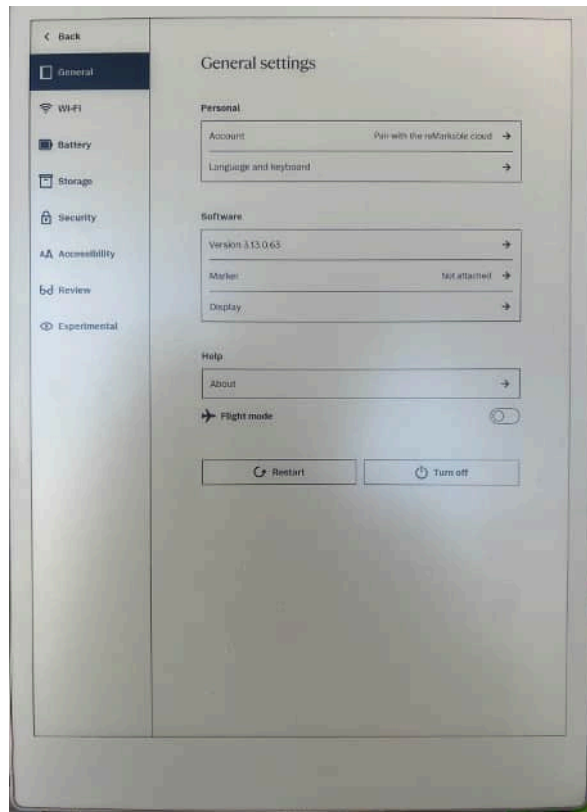 Back
General
Wi-Fi
Battery
Storage
Security
AA Accessibility
Review
Experimental
General settings
Personal
Account Pair with the reMarkable cloud
Language and keyboard
Software
Version 3.13.0.63
Marker Not attached
Display
Help
About
Flight mode
Restart Turn off